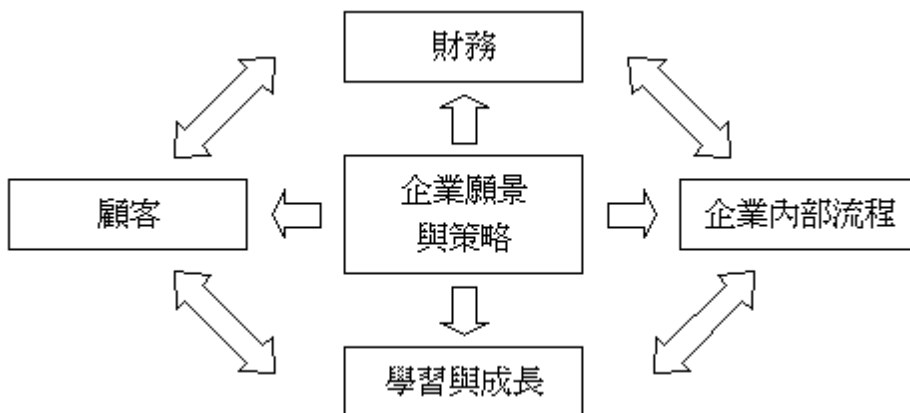 財務
顧客
企業願景
與策略
企業內部流程
學習與成長